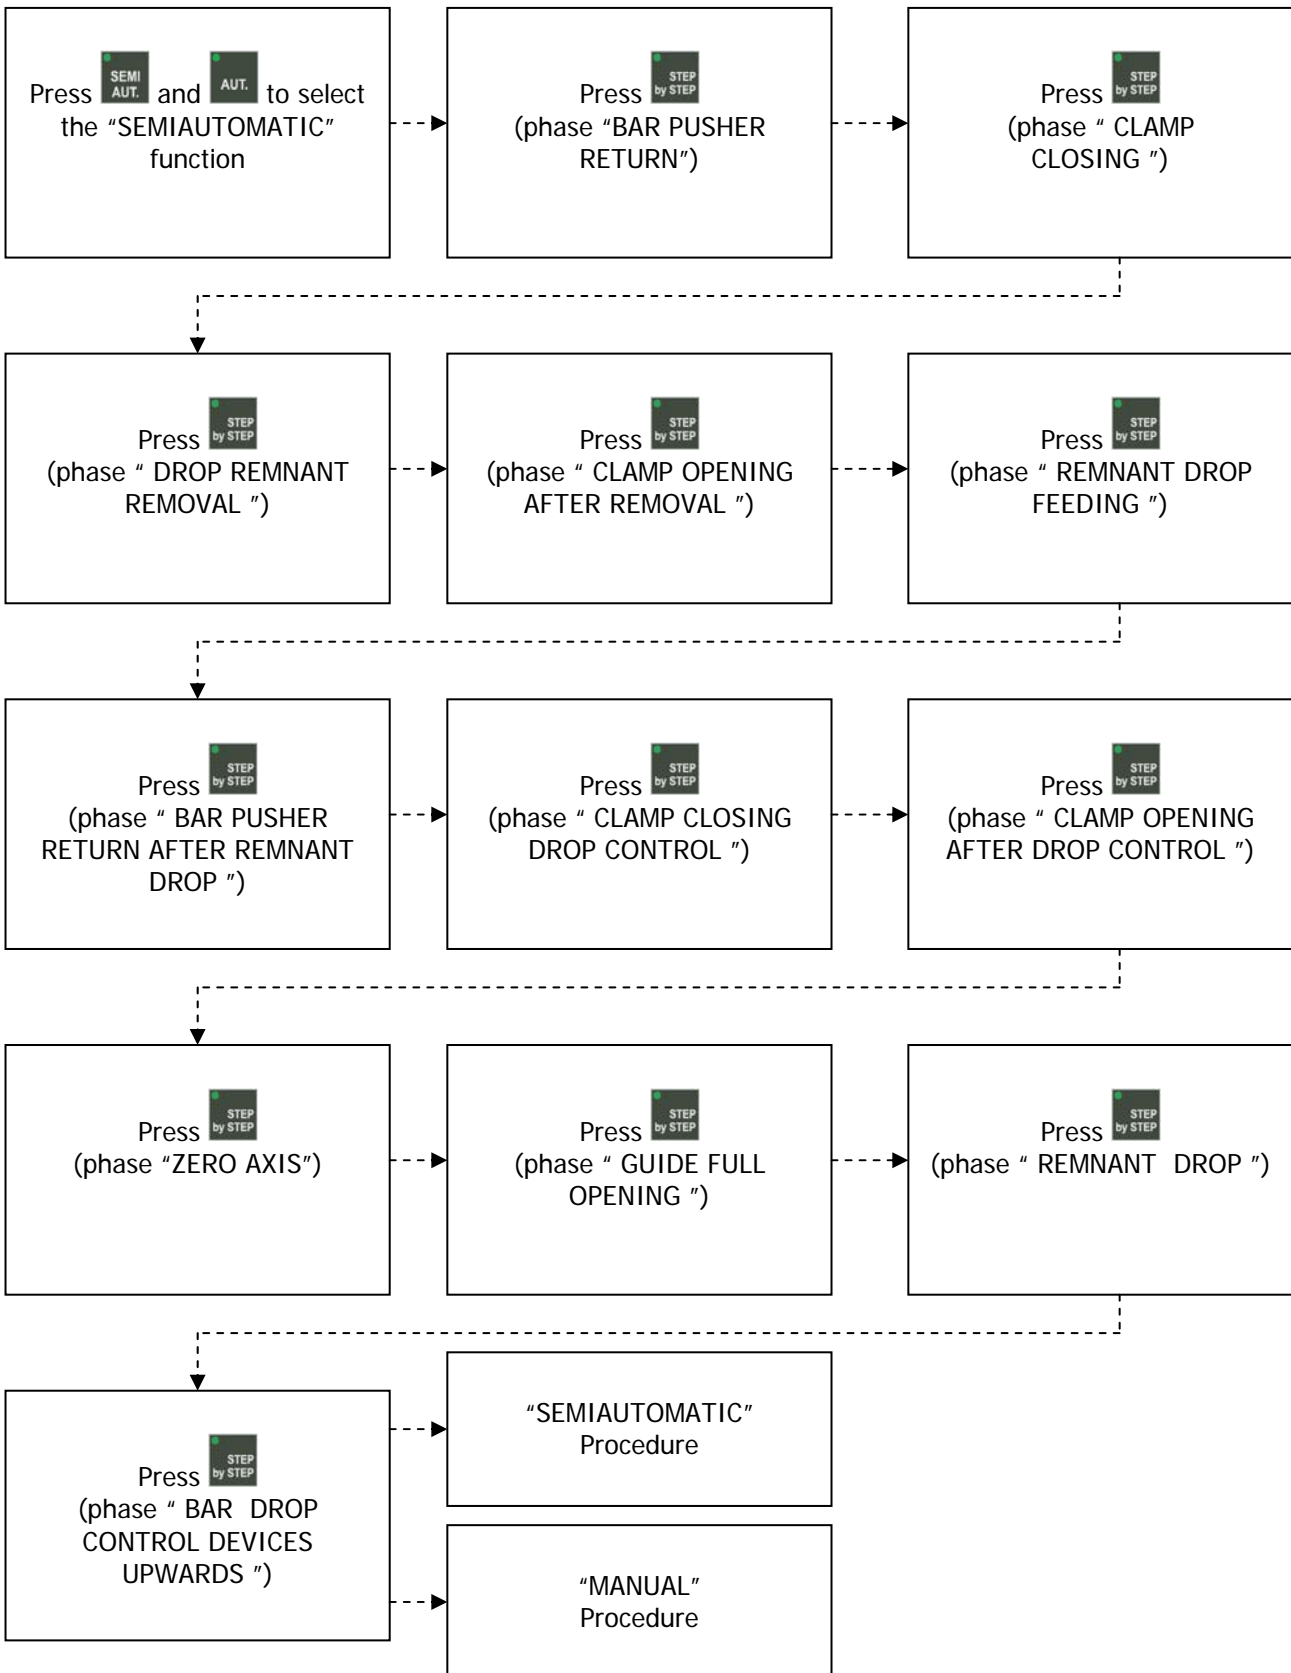 Press SEMI AUT. and AUT. to select
the “SEMIAUTOMATIC”
function
Press STEP by STEP
(phase “BAR PUSHER
RETURN”)
Press STEP by STEP
(phase “ CLAMP
CLOSING ”)
Press STEP by STEP
(phase “ DROP REMNANT
REMOVAL ”)
Press STEP by STEP
(phase “ CLAMP OPENING
AFTER REMOVAL ”)
Press STEP by STEP
(phase “ REMNANT DROP
FEEDING ”)
Press STEP by STEP
(phase “ BAR PUSHER
RETURN AFTER REMNANT
DROP ”)
Press STEP by STEP
(phase “ CLAMP CLOSING
DROP CONTROL ”)
Press STEP by STEP
(phase “ CLAMP OPENING
AFTER DROP CONTROL ”)
Press STEP by STEP
(phase “ZERO AXIS”)
Press STEP by STEP
(phase “ GUIDE FULL
OPENING ”)
Press STEP by STEP
(phase “ REMNANT DROP ”)
Press STEP by STEP
(phase “ BAR DROP
CONTROL DEVICES
UPWARDS ”)
“SEMIAUTOMATIC”
Procedure
“MANUAL”
Procedure